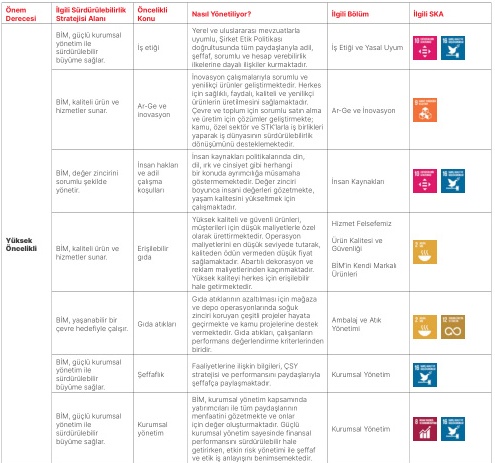 Önem
Derecesi
İlgili Sürdürülebilirlik
Stratejisi Alanı
Öncelikli
Konu
Nasıl Yönetiliyor?
İlgili Bölüm
İlgili SKA
Yüksek
Öncelikli
BİM, güçlü kurumsal
yönetim ile
sürdürülebilir
büyüme sağlar.
İş etiği
Yerel ve uluslararası mevzuatlarla
uyumlu, Şirket Etik Politikası
doğrultusunda tüm paydaşlarıyla adil,
şeffaf, sorumlu ve hesap verebilirlik
ilkelerine dayalı ilişkiler kurmaktadır.
İş Etiği ve Yasal Uyum
BİM, kaliteli ürün ve
hizmetler sunar.
Ar-Ge ve
inovasyon
İnovasyon çalışmalarıyla sorumlu ve
yenilikçi ürünler geliştirmektedir. Herkes
için sağlıklı, faydalı, kaliteli ve yenilikçi
ürünlerin üretilmesini sağlamaktadır.
Çevre ve toplum için sorumlu satın alma
ve üretim için çözümler geliştirmekte;
kamu, özel sektör ve STK'larla iş birlikleri
yaparak iş dünyasının sürdürülebilirlik
dönüşümünü desteklemektedir.
Ar-Ge ve İnovasyon
BİM, değer zincirini
sorumlu şekilde
yönetir.
İnsan hakları
ve adil
çalışma
koşulları
İnsan kaynakları politikalarında din,
dil, ırk ve cinsiyet gibi herhangi
bir konuda ayrımcılığa müsamaha
göstermemektedir. Değer zinciri
boyunca insani değerleri gözetmekte,
yaşam kalitesini yükseltmek için
çalışmaktadır.
İnsan Kaynakları
BİM, kaliteli ürün ve
hizmetler sunar.
Erişilebilir
gıda
Yüksek kaliteli ve güvenli ürünleri,
müşterileri için düşük maliyetlerle özel
olarak ürettirmektedir. Operasyon
maliyetlerini en düşük seviyede tutarak,
kaliteden ödün vermeden düşük fiyat
sağlamaktadır. Abartılı dekorasyon ve
reklam maliyetlerinden kaçınmaktadır.
Yüksek kaliteyi herkes için erişilebilir
hale getirmektedir.
Hizmet Felsefemiz
Ürün Kalitesi ve
Güvenliği
BİM'in Kendi Markalı
Ürünleri
BİM, yaşanabilir bir
çevre hedefiyle çalışır.
Gıda atıkları
Gıda atıklarının azaltılması için mağaza
ve depo operasyonlarında soğuk
zinciri koruyan çeşitli projeler hayata
geçirmekte ve kamu projelerine destek
vermektedir. Gıda atıkları, çalışanların
performans değerlendirme kriterlerinden
biridir.
Ambalaj ve Atık
Yönetimi
BİM, güçlü kurumsal
yönetim ile
sürdürülebilir
büyüme sağlar.
Şeffaflık
Faaliyetlerine ilişkin bilgileri, ÇSY
stratejisi ve performansını paydaşlarıyla
şeffafça paylaşmaktadır.
Kurumsal Yönetim
BİM, güçlü kurumsal
yönetim ile
sürdürülebilir
büyüme sağlar.
Kurumsal
yönetim
BİM, kurumsal yönetim kapsamında
yatırımcıları ile tüm paydaşlarının
menfaatini gözetmekte ve onlar
için değer oluşturmaktadır. Güçlü
kurumsal yönetim sayesinde finansal
performansını sürdürülebilir hale
getirirken, etkin risk yönetimi ile şeffaf
ve etik iş anlayışını benimsemektedir.
Kurumsal Yönetim